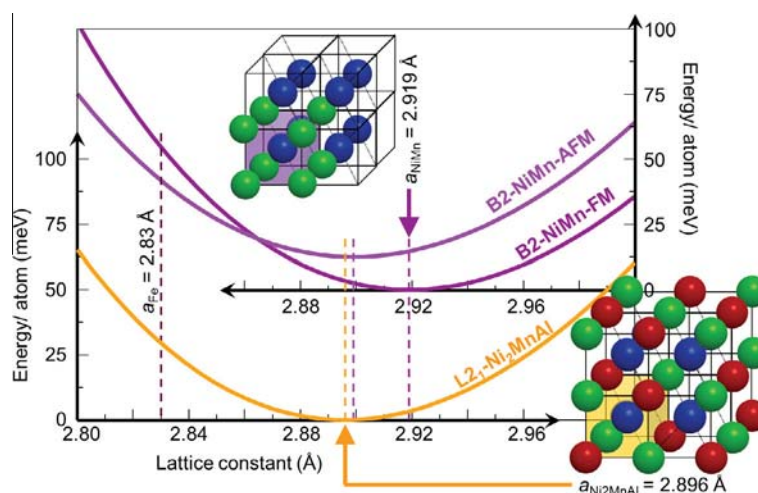 100
75
50
25
0
Energy/ atom (meV)
100
75
50
25
0
Energy/ atom (meV)
a_Fe = 2.83 Å
a_NiMn = 2.919 Å
B2-NiMn-AFM
B2-NiMn-FM
2.88 2.92 2.96
L2₁-Ni₂MnAl
2.80 2.84 2.88 2.92 2.96
Lattice constant (Å)
a_Ni2MnAl = 2.896 Å